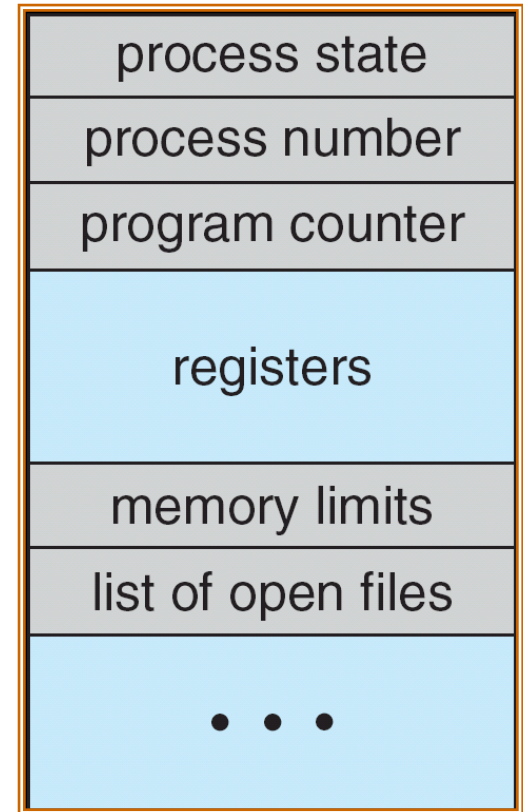 process state
process number
program counter
registers
memory limits
list of open files
• • •